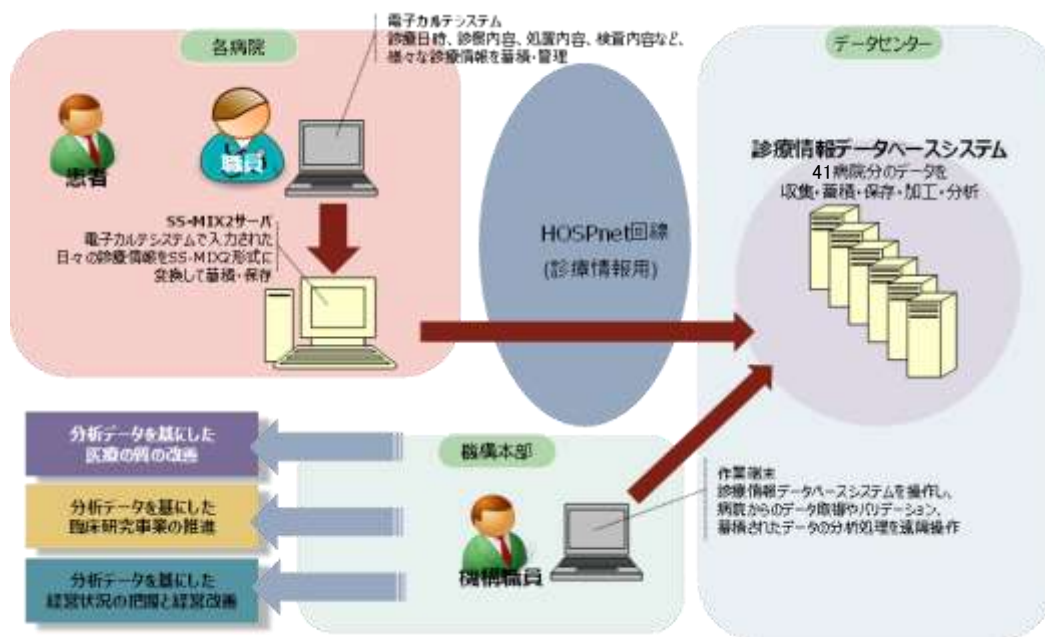 各病院
電子カルテシステム
診療日時、診察内容、処置内容、検査内容など、
様々な診療情報を蓄積・管理
データセンター
患者
職員
診療情報データベースシステム
41病院分のデータを
収集・蓄積・保存・加工・分析
SS-MIX2サーバ
電子カルテシステムで入力された
日々の診療情報をSS-MIX2形式に
変換して蓄積・保存
HOSPnet回線
(診療情報用)
分析データを基にした
医療の質の改善
分析データを基にした
臨床研究事業の推進
分析データを基にした
経営状況の把握と経営改善
機構本部
機構職員
作業端末
診療情報データベースシステムを操作し、
病院からのデータ取得やバリデーション、
蓄積されたデータの分析処理を遠隔操作